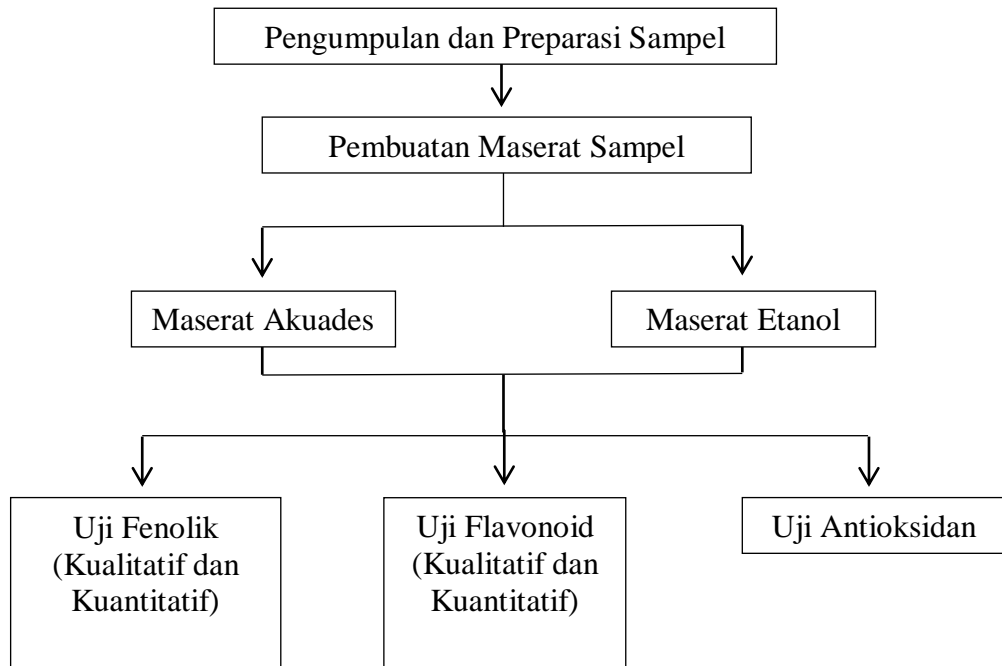 Pengumpulan dan Preparasi Sampel
Pembuatan Maserat Sampel
Maserat Akuades
Maserat Etanol
Uji Fenolik
(Kualitatif dan
Kuantitatif)
Uji Flavonoid
(Kualitatif dan
Kuantitatif)
Uji Antioksidan